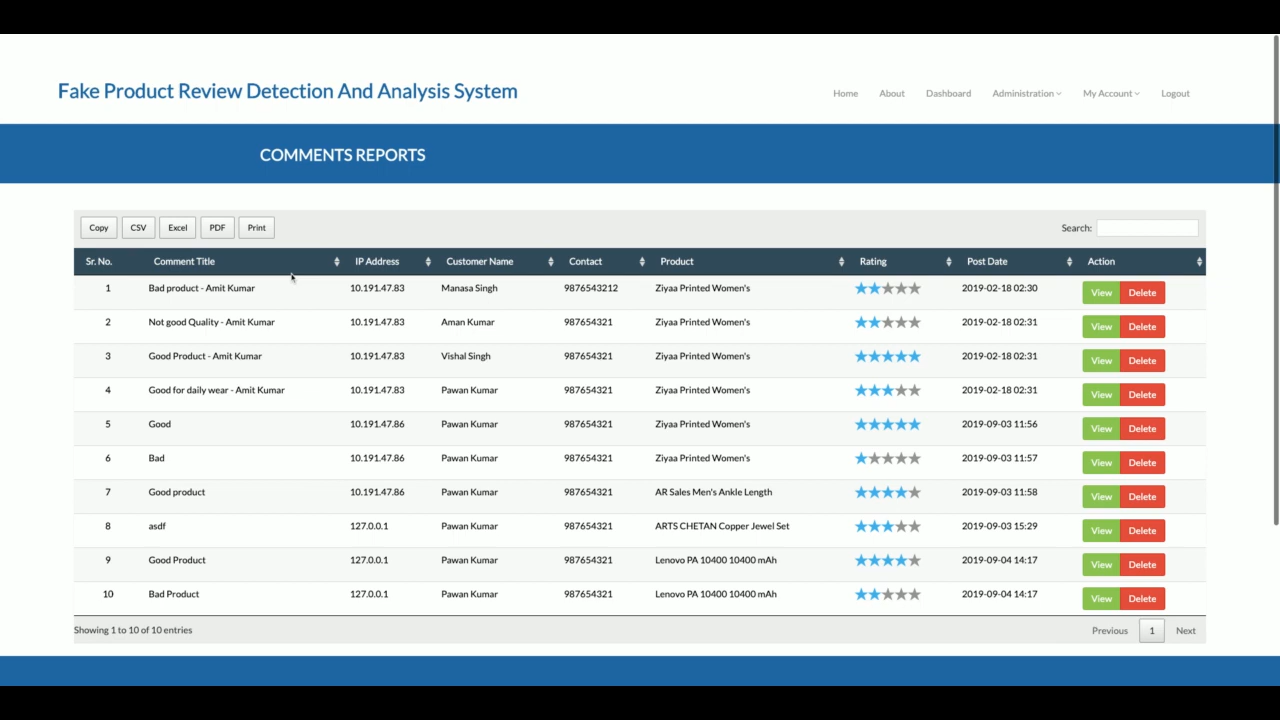 Fake Product Review Detection And Analysis System
Home About Dashboard Administration My Account Logout
COMMENTS REPORTS
Copy CSV Excel PDF Print Search:
Sr. No. Comment Title IP Address Customer Name Contact Product Rating Post Date Action
1 Bad product - Amit Kumar 10.191.47.83 Manasa Singh 9876543212 Ziyaa Printed Women's 2019-02-18 02:30 View Delete
2 Not good Quality - Amit Kumar 10.191.47.83 Aman Kumar 987654321 Ziyaa Printed Women's 2019-02-18 02:31 View Delete
3 Good Product - Amit Kumar 10.191.47.83 Vishal Singh 987654321 Ziyaa Printed Women's 2019-02-18 02:31 View Delete
4 Good for daily wear - Amit Kumar 10.191.47.83 Pawan Kumar 987654321 Ziyaa Printed Women's 2019-02-18 02:31 View Delete
5 Good 10.191.47.86 Pawan Kumar 987654321 Ziyaa Printed Women's 2019-09-03 11:56 View Delete
6 Bad 10.191.47.86 Pawan Kumar 987654321 Ziyaa Printed Women's 2019-09-03 11:57 View Delete
7 Good product 10.191.47.86 Pawan Kumar 987654321 AR Sales Men's Ankle Length 2019-09-03 11:58 View Delete
8 asdf 127.0.0.1 Pawan Kumar 987654321 ARTS CHETAN Copper Jewel Set 2019-09-03 15:29 View Delete
9 Good Product 127.0.0.1 Pawan Kumar 987654321 Lenovo PA 10400 10400 mAh 2019-09-04 14:17 View Delete
10 Bad Product 127.0.0.1 Pawan Kumar 987654321 Lenovo PA 10400 10400 mAh 2019-09-04 14:17 View Delete
Showing 1 to 10 of 10 entries Previous 1 Next